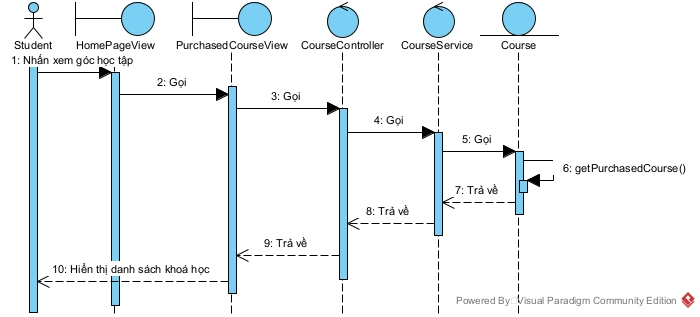 Student HomePageView PurchasedCourseView CourseController CourseService Course
1: Nhấn xem góc học tập
2: Gọi
3: Gọi
4: Gọi
5: Gọi
6: getPurchasedCourse()
7: Trả về
8: Trả về
9: Trả về
10: Hiển thị danh sách khoá học
Powered By Visual Paradigm Community Edition